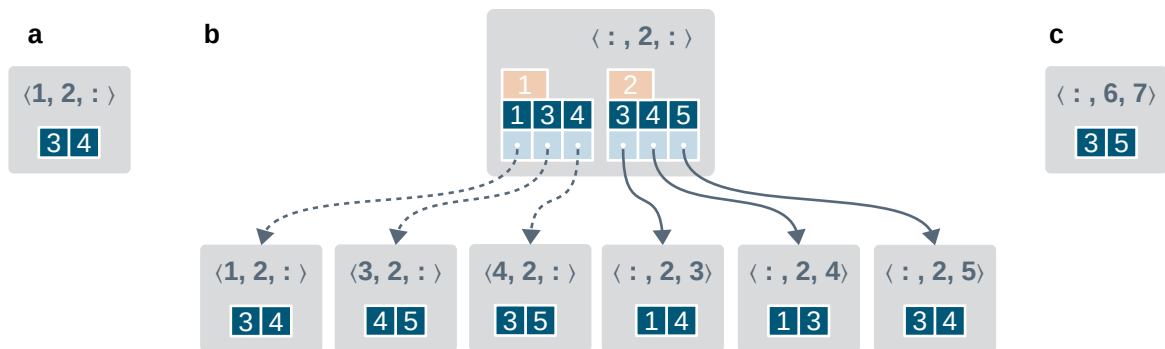 a
⟨1, 2, : ⟩
3 4
b
⟨ : , 2, : ⟩
1 2
1 3 4 3 4 5
⟨1, 2, : ⟩ ⟨3, 2, : ⟩ ⟨4, 2, : ⟩ ⟨ : , 2, 3⟩ ⟨ : , 2, 4⟩ ⟨ : , 2, 5⟩
3 4 4 5 3 5 1 4 1 3 3 4
c
⟨ : , 6, 7⟩
3 5